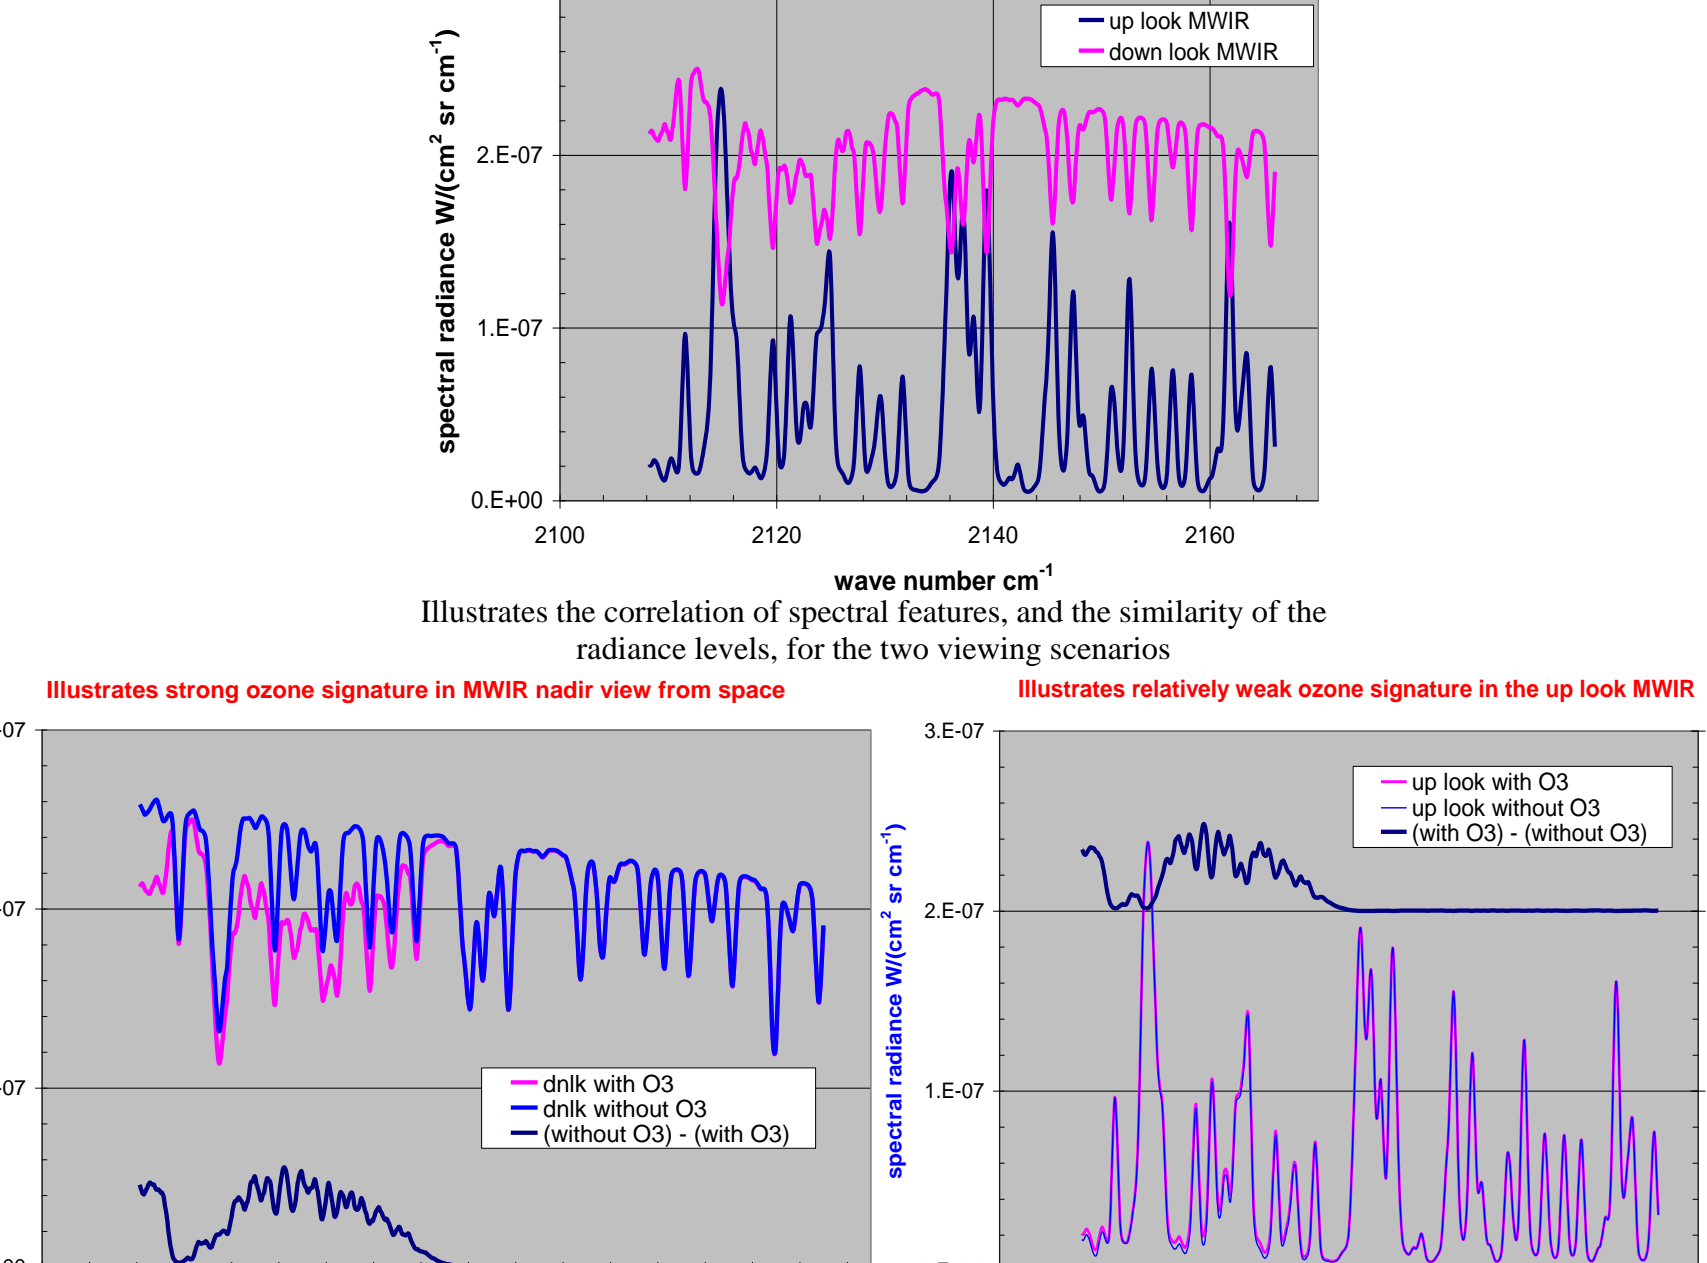 up look MWIR
down look MWIR
spectral radiance W/(cm² sr cm⁻¹)
2.E-07
1.E-07
0.E+00
2100 2120 2140 2160
wave number cm⁻¹
Illustrates the correlation of spectral features, and the similarity of the
radiance levels, for the two viewing scenarios
Illustrates strong ozone signature in MWIR nadir view from space
-07
-07
-07
dnlk with O3
dnlk without O3
(without O3) - (with O3)
Illustrates relatively weak ozone signature in the up look MWIR
spectral radiance W/(cm² sr cm⁻¹)
3.E-07
2.E-07
1.E-07
up look with O3
up look without O3
(with O3) - (without O3)